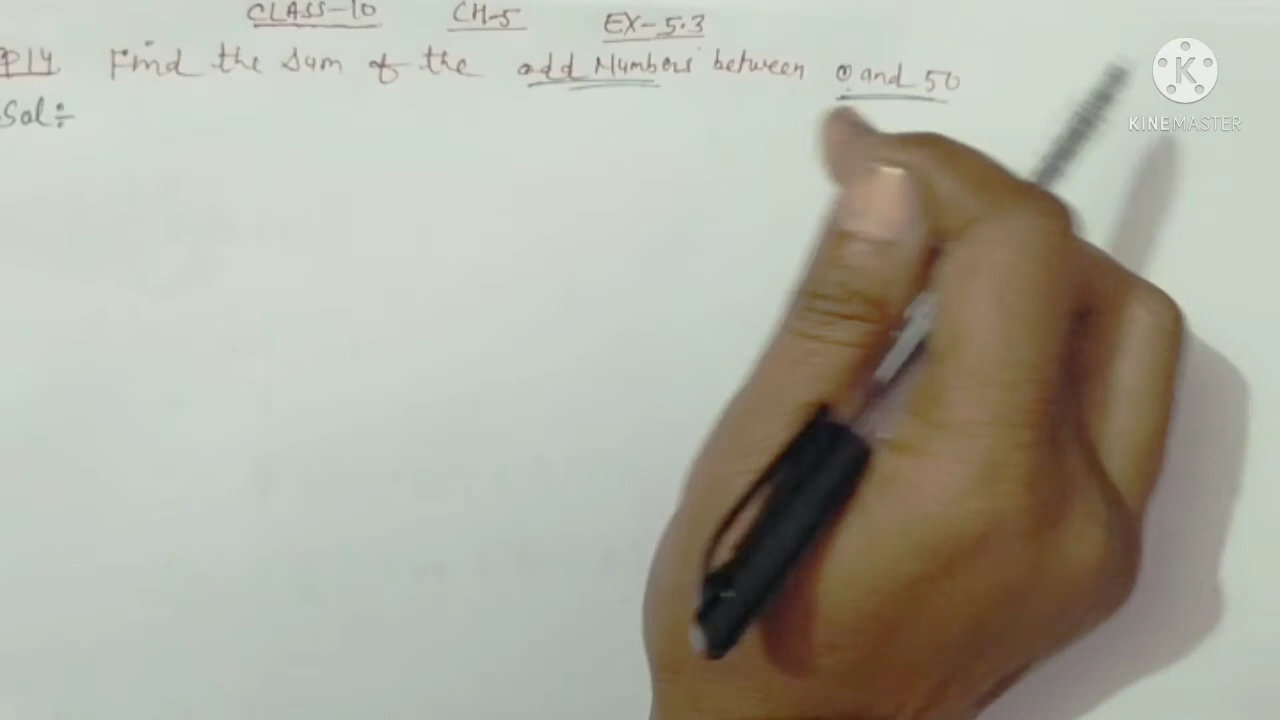 CLASS-10 CH-5 EX-5.3
P14 Find the sum of the odd Numbers between 0 and 50
Sol÷
K
KINEMASTER